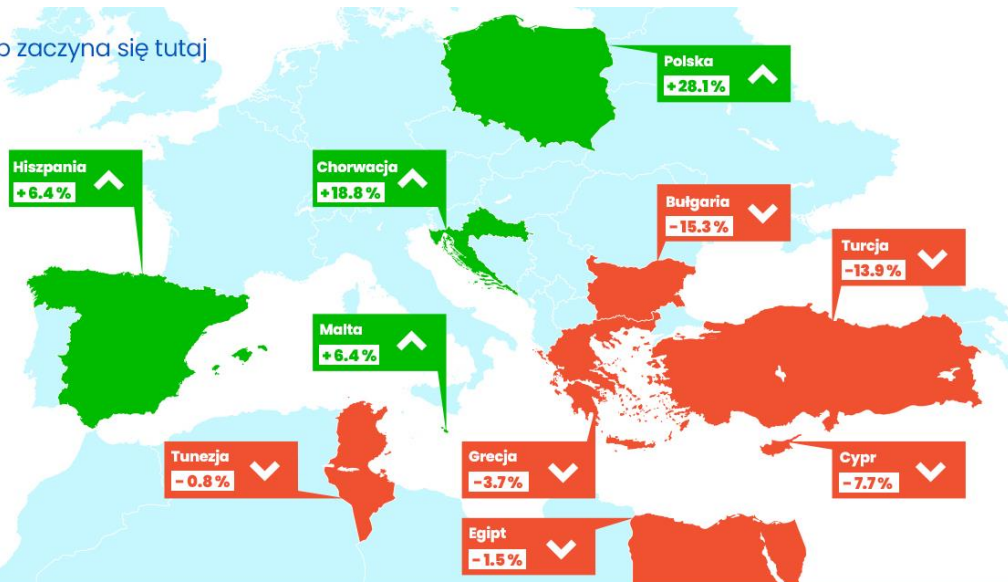 zaczyna się tutaj
Polska
+28.1%
Hiszpania
+6.4%
Chorwacja
+18.8%
Bułgaria
-15.3%
Turcja
-13.9%
Malta
+6.4%
Tunezja
-0.8%
Grecja
-3.7%
Cypr
-7.7%
Egipt
-1.5%